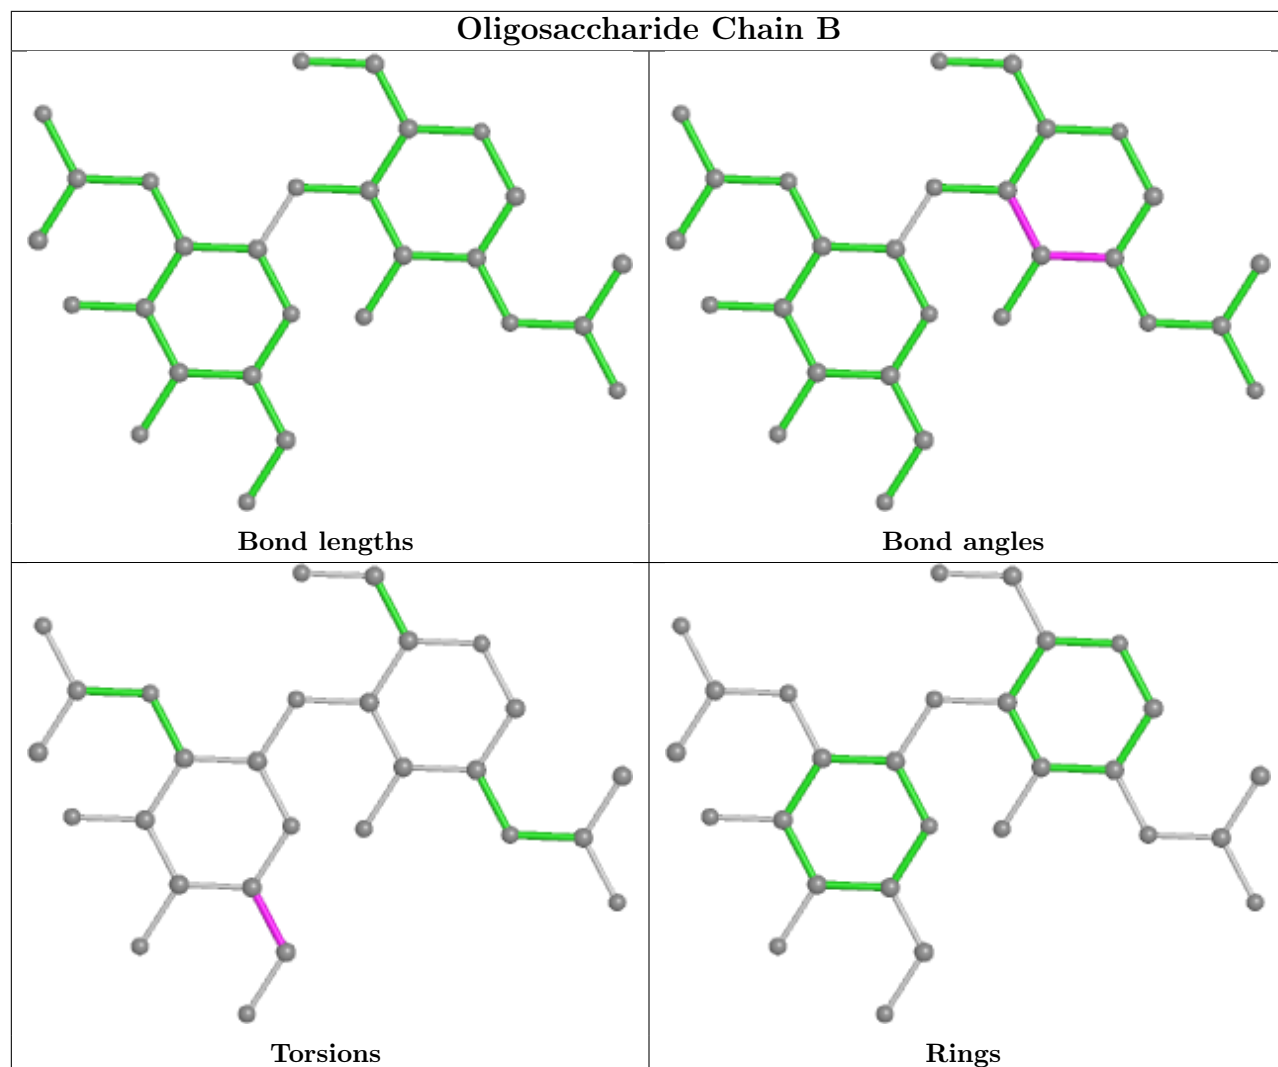 Oligosaccharide Chain B
Bond lengths
Bond angles
Torsions
Rings